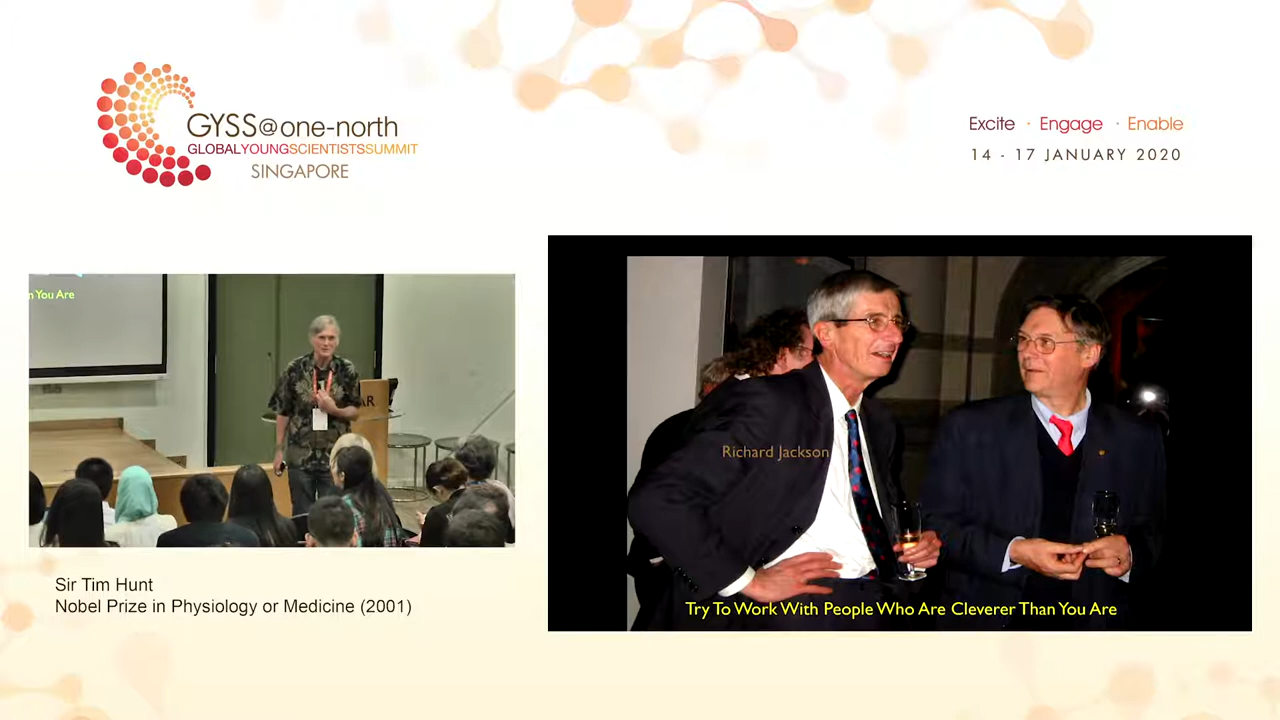 GYSS@one-north
GLOBALYOUNGSCIENTISTSSUMMIT
SINGAPORE
Excite · Engage · Enable
14 - 17 JANUARY 2020
n You Are
AR
Richard Jackson
Try To Work With People Who Are Cleverer Than You Are
Sir Tim Hunt
Nobel Prize in Physiology or Medicine (2001)